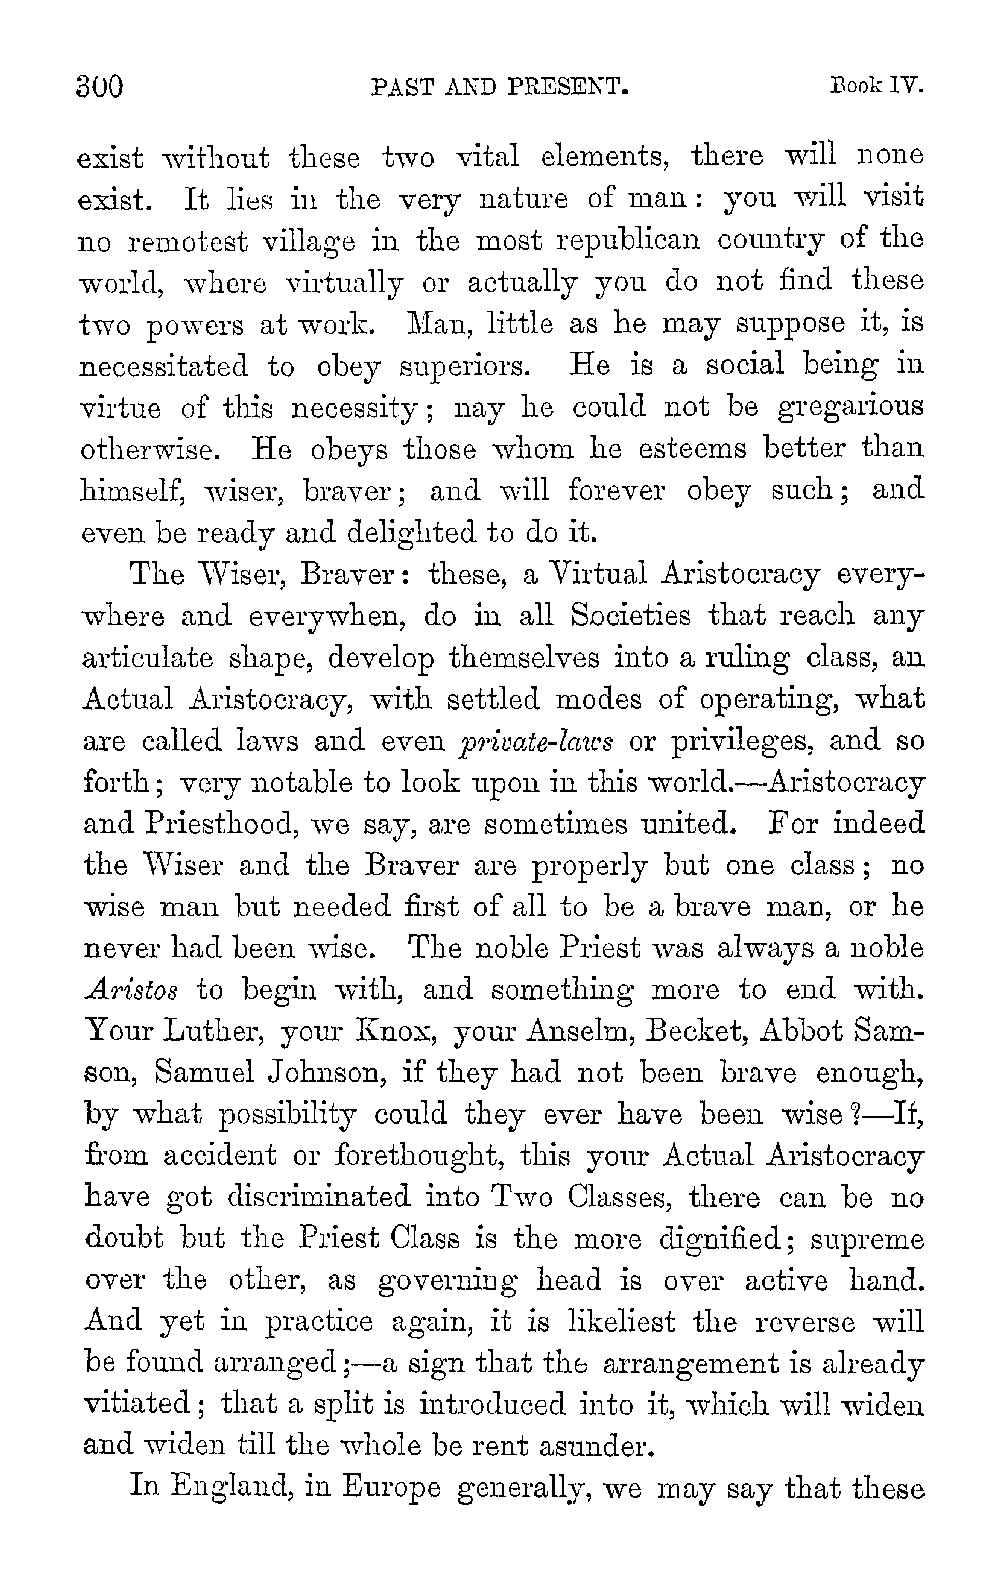 300 PAST AND PRESENT. Book IV.
exist without these two vital elements, there will none
exist. It lies in the very nature of man: you will visit
no remotest village in the most republican country of the
world, where virtually or actually you do not find these
two powers at work. Man, little as he may suppose it, is
necessitated to obey superiors. He is a social being in
virtue of this necessity; nay he could not be gregarious
otherwise. He obeys those whom he esteems better than
himself, wiser, braver; and will forever obey such; and
even be ready and delighted to do it.
The Wiser, Braver: these, a Virtual Aristocracy every-
where and everywhen, do in all Societies that reach any
articulate shape, develop themselves into a ruling class, an
Actual Aristocracy, with settled modes of operating, what
are called laws and even private-laws or privileges, and so
forth; very notable to look upon in this world.—Aristocracy
and Priesthood, we say, are sometimes united. For indeed
the Wiser and the Braver are properly but one class; no
wise man but needed first of all to be a brave man, or he
never had been wise. The noble Priest was always a noble
Aristos to begin with, and something more to end with.
Your Luther, your Knox, your Anselm, Becket, Abbot Sam-
son, Samuel Johnson, if they had not been brave enough,
by what possibility could they ever have been wise?—If,
from accident or forethought, this your Actual Aristocracy
have got discriminated into Two Classes, there can be no
doubt but the Priest Class is the more dignified; supreme
over the other, as governing head is over active hand.
And yet in practice again, it is likeliest the reverse will
be found arranged;—a sign that the arrangement is already
vitiated; that a split is introduced into it, which will widen
and widen till the whole be rent asunder.
In England, in Europe generally, we may say that these